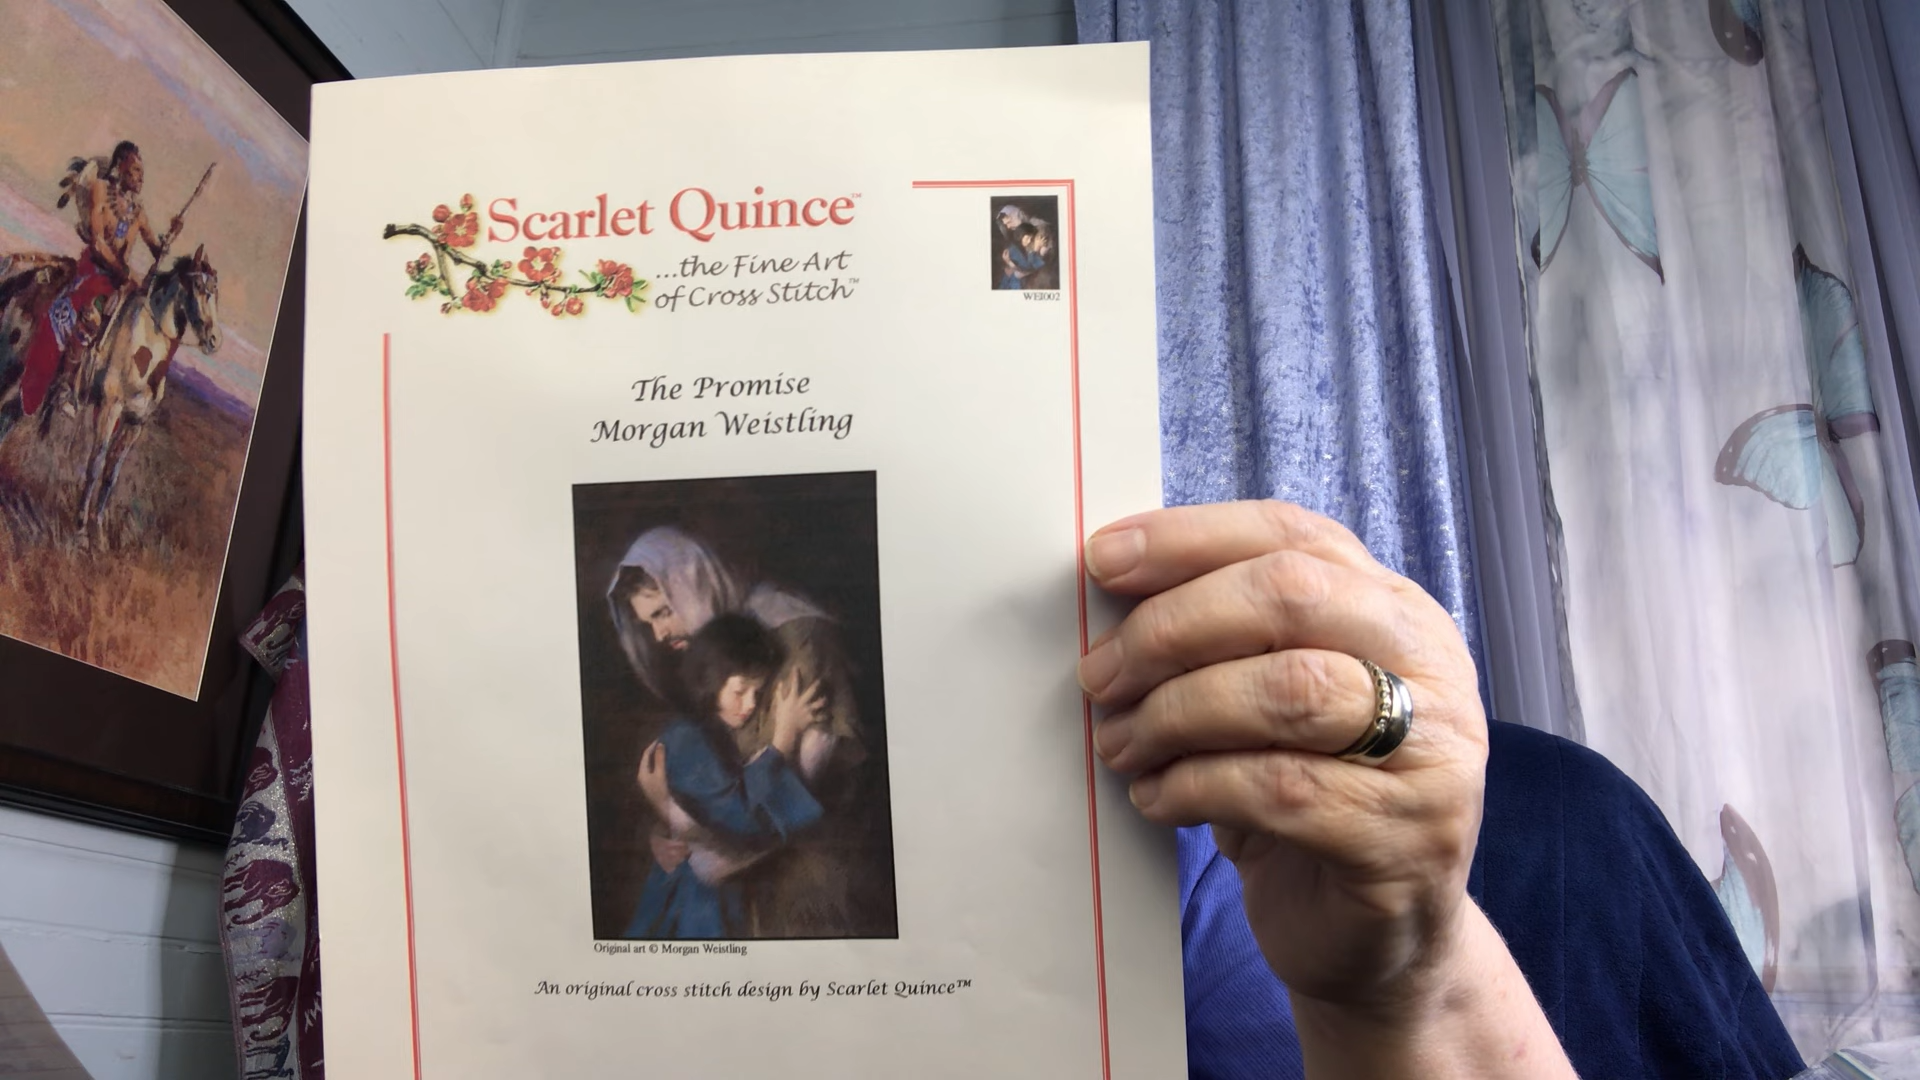 Scarlet Quince™
...the Fine Art
of Cross Stitch™
WEI002
The Promise
Morgan Weistling
Original art © Morgan Weistling
An original cross stitch design by Scarlet Quince™